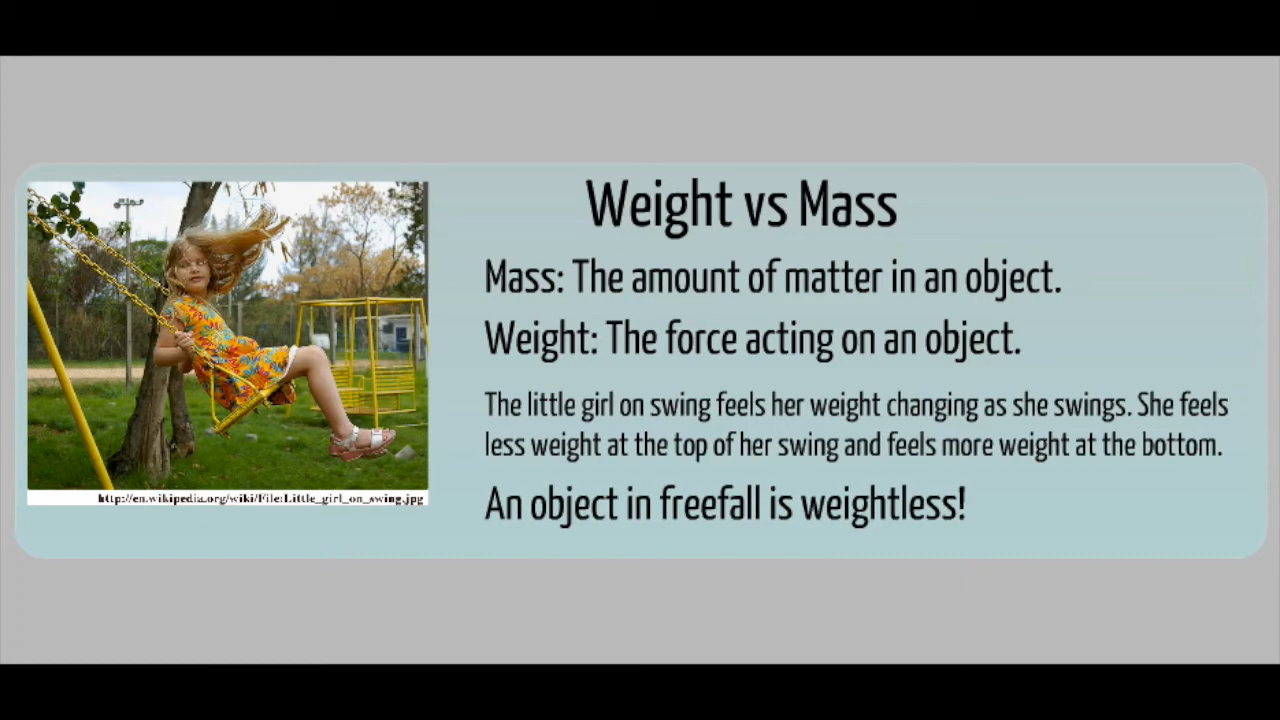 Weight vs Mass
Mass: The amount of matter in an object.
Weight: The force acting on an object.
The little girl on swing feels her weight changing as she swings. She feels
less weight at the top of her swing and feels more weight at the bottom.
An object in freefall is weightless!
http://en.wikipedia.org/wiki/File:Little_girl_on_swing.jpg